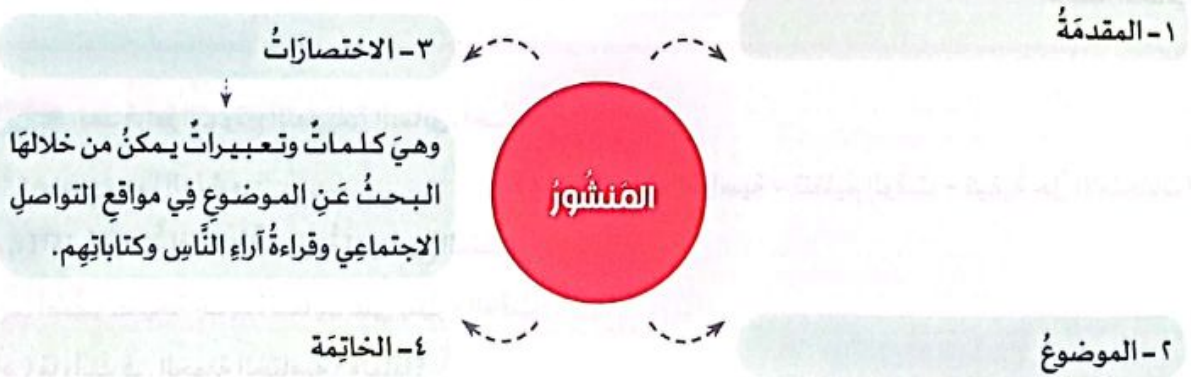 ١- المقدمَةُ
٣- الاختصارَاتُ
وهيَ كلماتٌ وتعبيراتٌ يمكنُ من خلالهَا
البحثُ عَنِ الموضوعِ فِي مواقعِ التواصلِ
الاجتماعِي وقراءةُ آراءِ النَّاسِ وكتاباتِهِم.
المَنشُورُ
٢- الموضوعُ
٤- الخاتِمَة